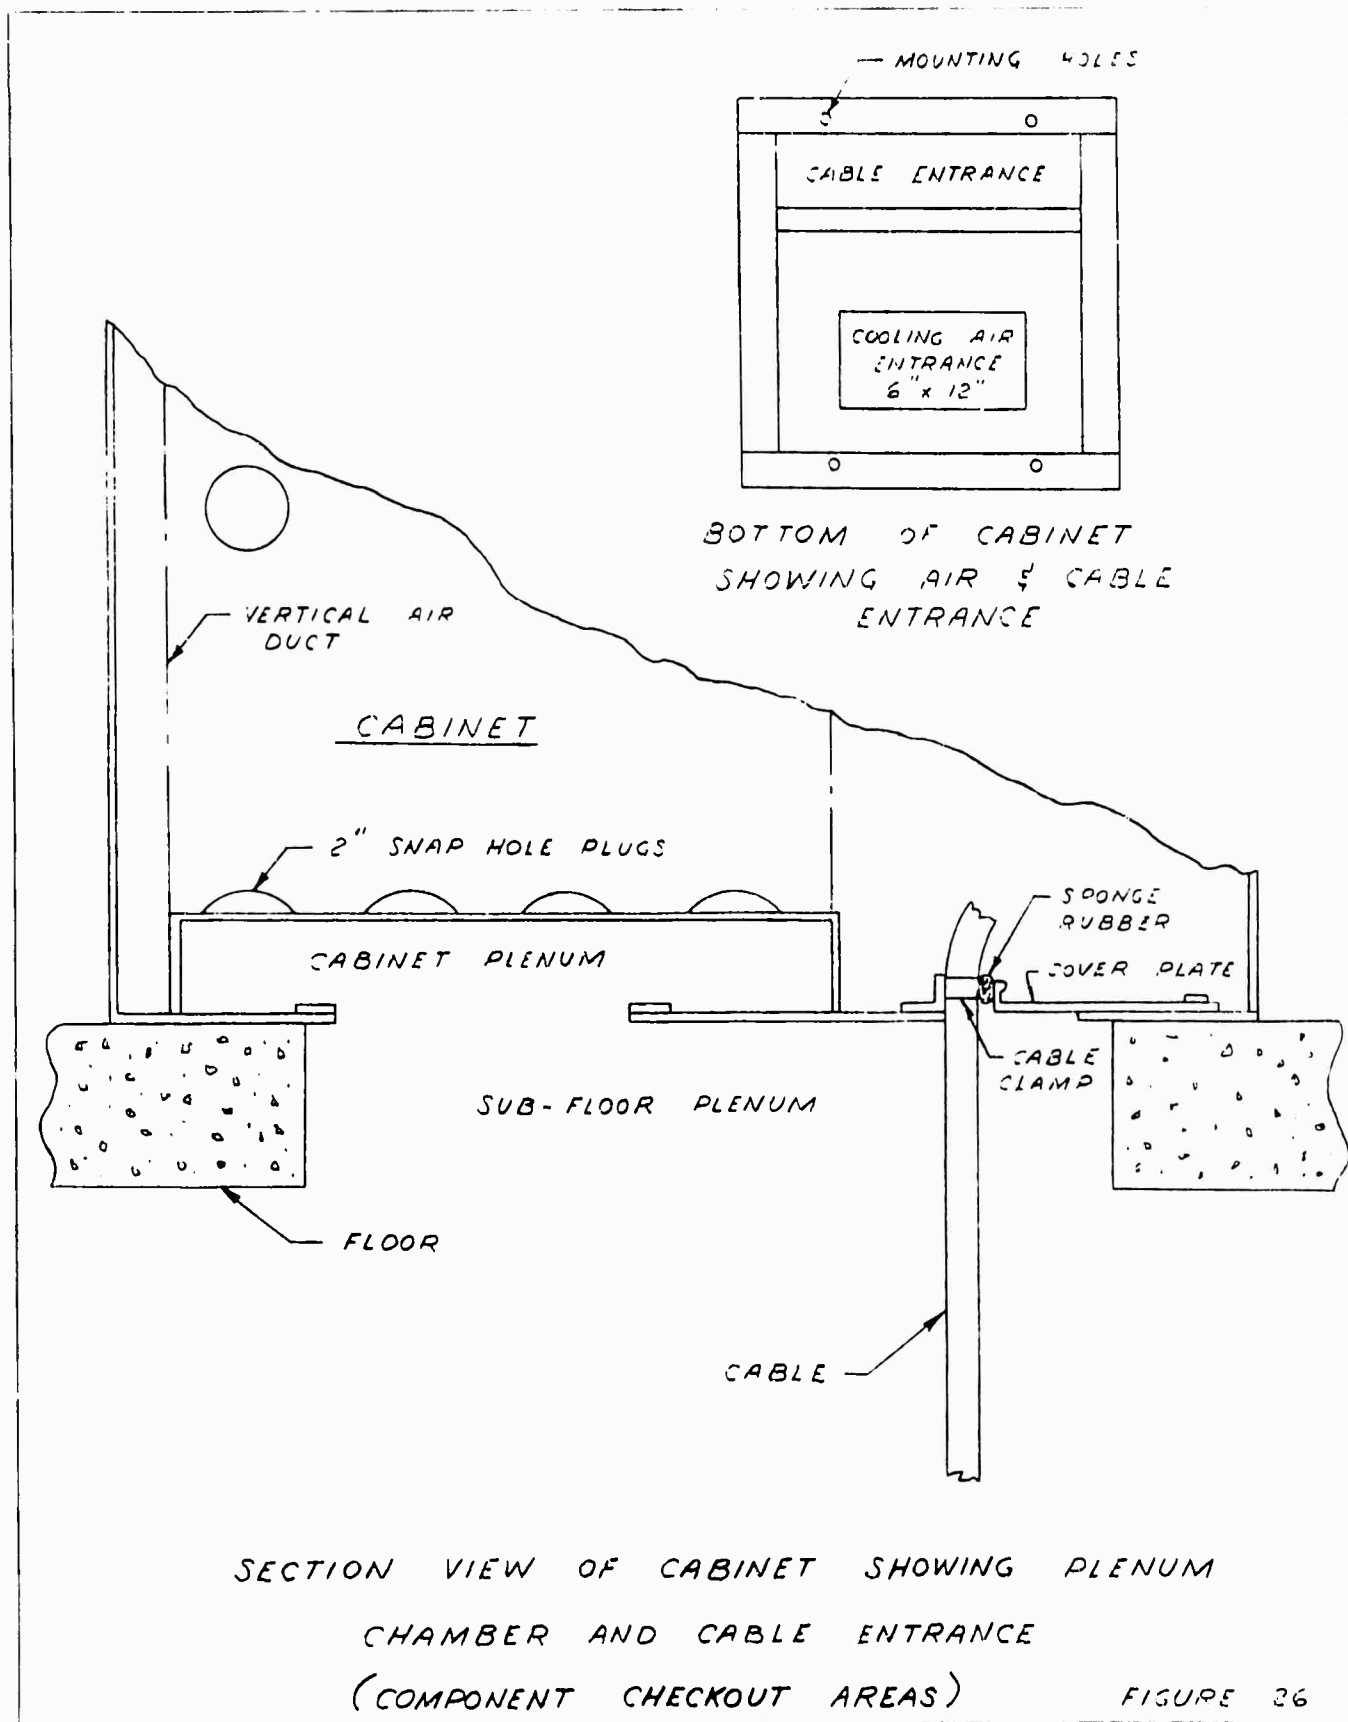 MOUNTING HOLES
CABLE ENTRANCE
COOLING AIR
ENTRANCE
6" x 12"
BOTTOM OF CABINET
SHOWING AIR & CABLE
ENTRANCE
VERTICAL AIR
DUCT
CABINET
2" SNAP HOLE PLUGS
SPONGE
RUBBER
CABINET PLENUM
COVER PLATE
CABLE
CLAMP
SUB-FLOOR PLENUM
FLOOR
CABLE
SECTION VIEW OF CABINET SHOWING PLENUM
CHAMBER AND CABLE ENTRANCE
(COMPONENT CHECKOUT AREAS)
FIGURE 26